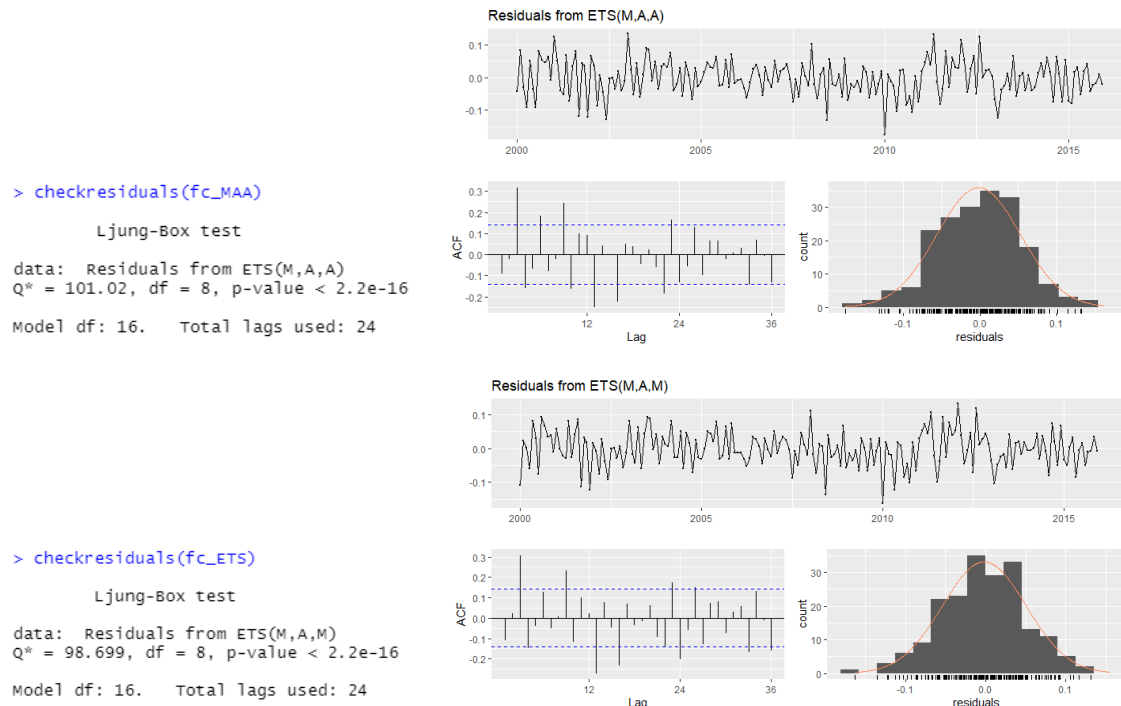 Residuals from ETS(M,A,A)
0.1
0.0
-0.1
2000 2005 2010 2015
> checkresiduals(fc_MAA)
Ljung-Box test
data: Residuals from ETS(M,A,A)
Q* = 101.02, df = 8, p-value < 2.2e-16
Model df: 16. Total lags used: 24
ACF
0.3
0.2
0.1
0.0
-0.1
-0.2
12 24 36
Lag
count
30
20
10
0
-0.1 0.0 0.1
residuals
Residuals from ETS(M,A,M)
0.1
0.0
-0.1
2000 2005 2010 2015
> checkresiduals(fc_ETS)
Ljung-Box test
data: Residuals from ETS(M,A,M)
Q* = 98.699, df = 8, p-value < 2.2e-16
Model df: 16. Total lags used: 24
ACF
0.3
0.2
0.1
0.0
-0.1
-0.2
12 24 36
Lag
count
30
20
10
0
-0.1 0.0 0.1
residuals